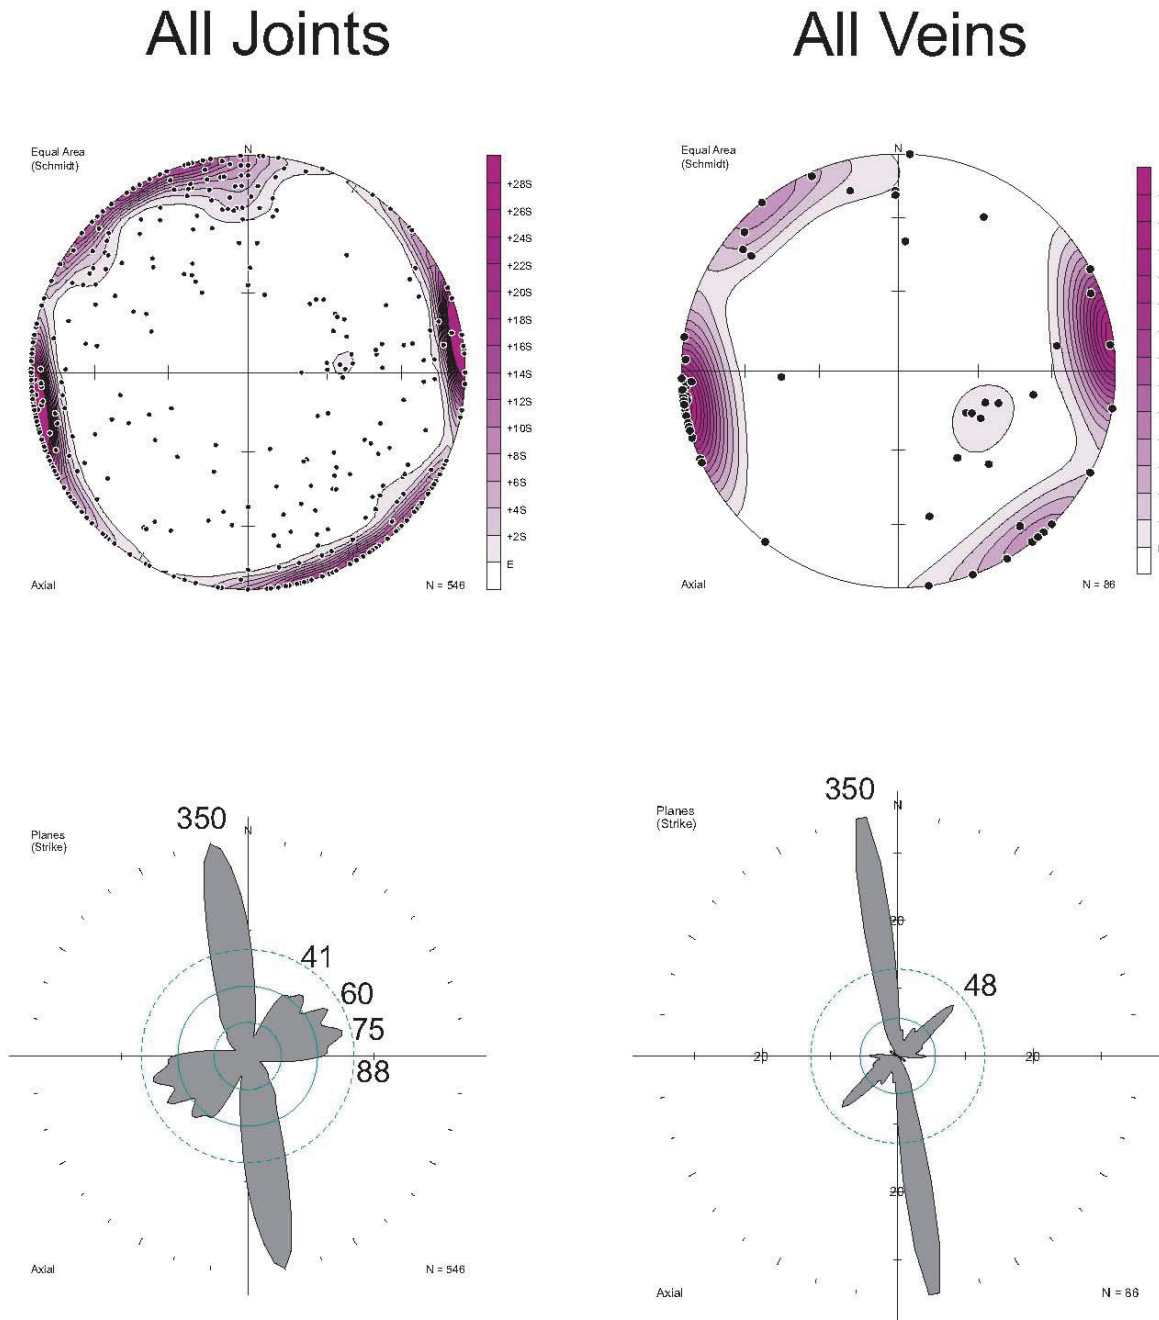 All Joints
All Veins
Equal Area
(Schmidt)
N
+28S
+26S
+24S
+22S
+20S
+18S
+16S
+14S
+12S
+10S
+8S
+6S
+4S
+2S
E
Axial
N = 546
Equal Area
(Schmidt)
N
Axial
N = 86
Planes
(Strike)
350
N
41
60
75
88
Axial
N = 546
Planes
(Strike)
350
N
20
48
20
20
20
Axial
N = 86